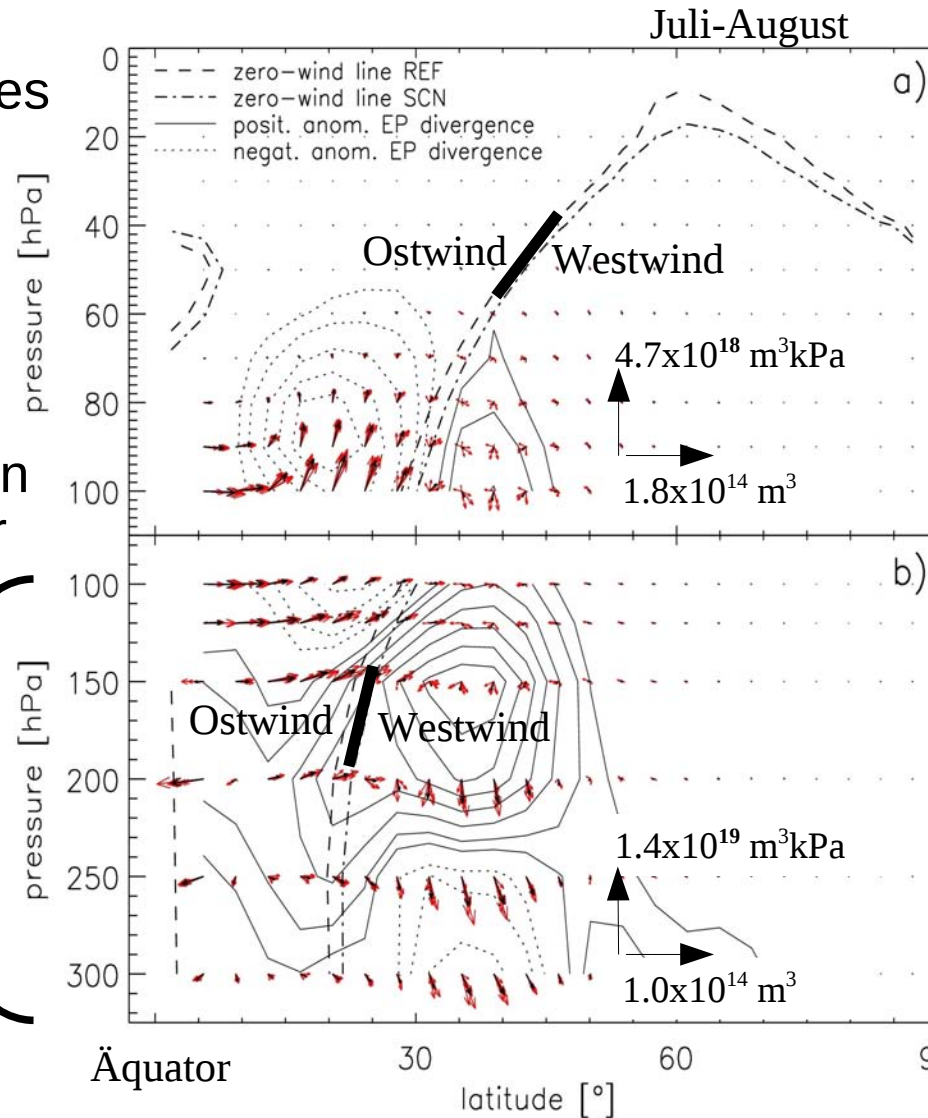 Juli-August
es
n
r
a)
0
20
40
60
80
100
pressure [hPa]
zero-wind line REF
zero-wind line SCN
posit. anom. EP divergence
negat. anom. EP divergence
Ostwind
Westwind
4.7x10¹⁸ m³kPa
1.8x10¹⁴ m³
b)
100
150
200
250
300
pressure [hPa]
Ostwind
Westwind
1.4x10¹⁹ m³kPa
1.0x10¹⁴ m³
Äquator
30
60
9
latitude [°]